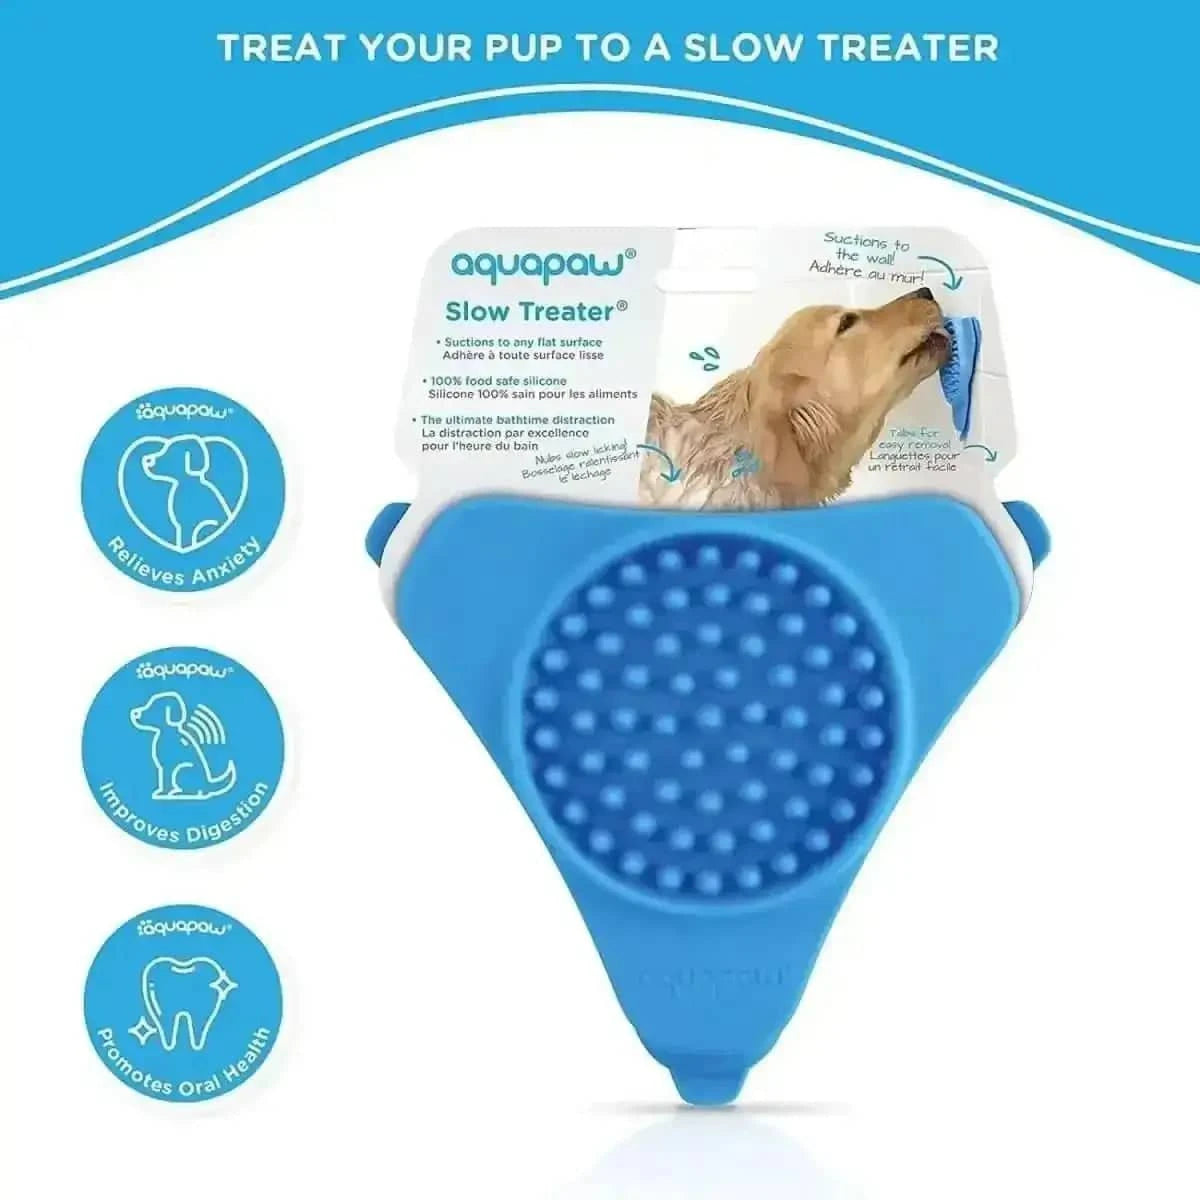 TREAT YOUR PUP TO A SLOW TREATER
aquapaw®
Slow Treater®
• Suctions to any flat surface
Adhère à toute surface lisse
• 100% food safe silicone
Silicone 100% sain pour les aliments
• The ultimate bathtime distraction
La distraction par excellence
pour l'heure du bain
Nubs slow licking!
Bosselage ralentissant
le léchage
Suctions to
the wall!
Adhère au mur!
Tabs for
easy removal
Languettes pour
un retrait facile
aquapaw®
Relieves Anxiety
aquapaw®
Improves Digestion
aquapaw®
Promotes Oral Health
aquapaw